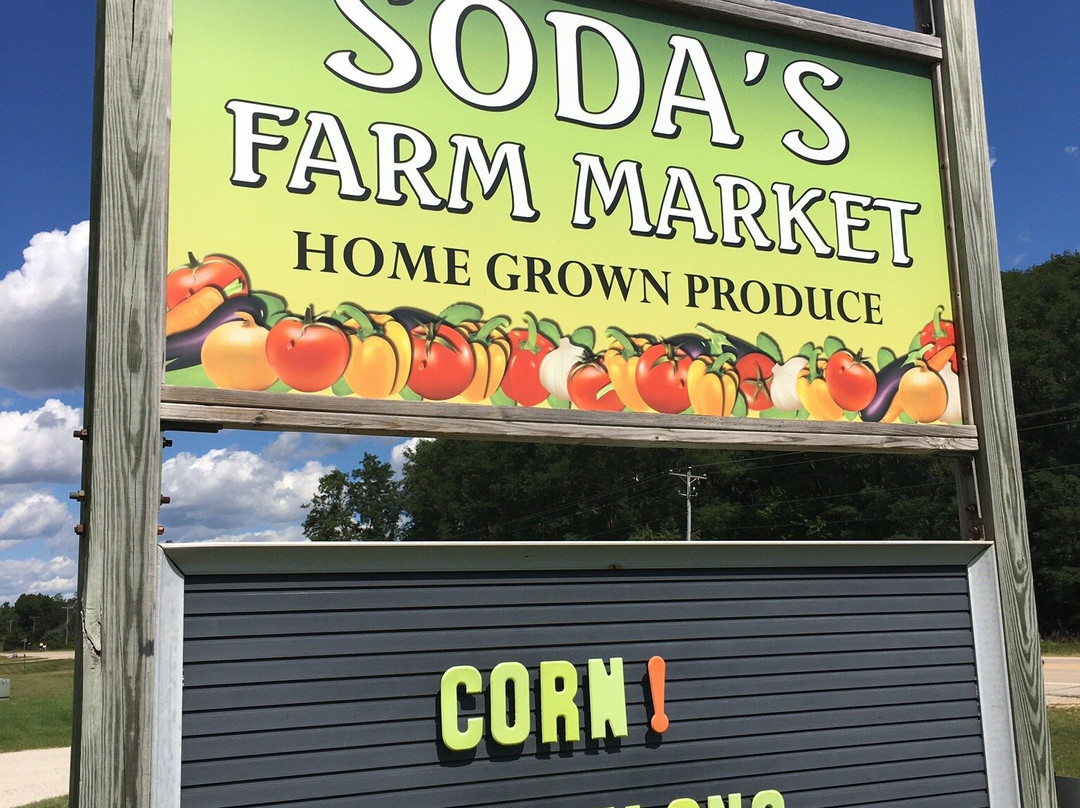 SODA'S
FARM MARKET
HOME GROWN PRODUCE
CORN!